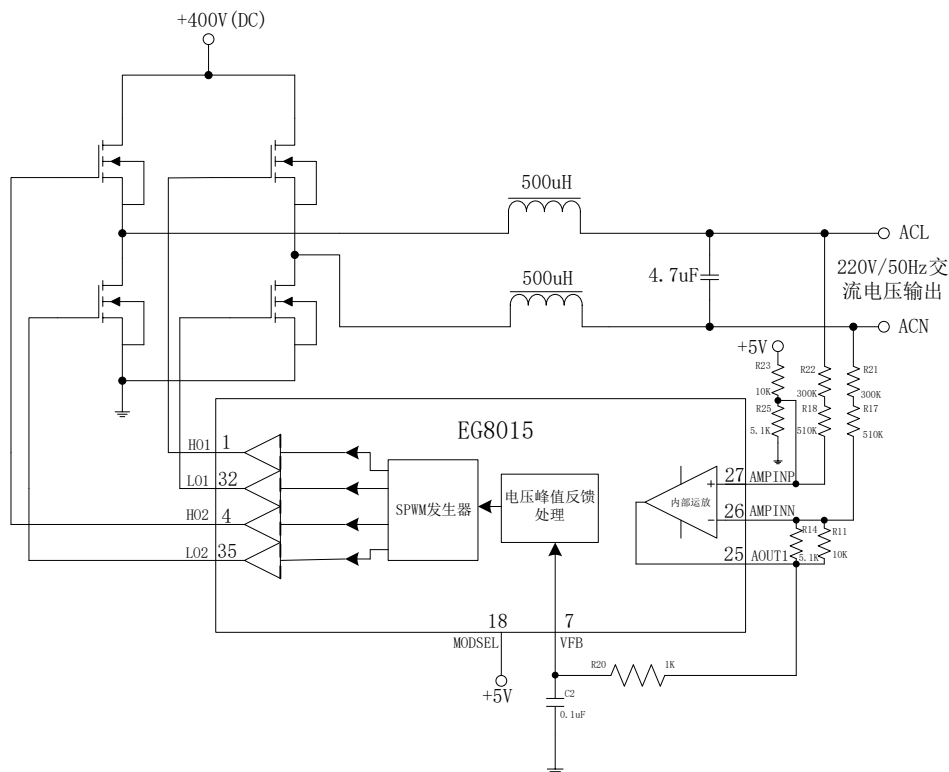 +400V(DC)
500uH
ACL
4.7uF
220V/50Hz交
流电压输出
500uH
ACN
+5V
R23
10K
R22
300K
R21
300K
R25
5.1K
R18
510K
R17
510K
EG8015
HO1
1
LO1
32
HO2
4
LO2
35
SPWM发生器
电压峰值反馈
处理
内部运放
+
-
27
AMPINP
26
AMPINN
R14
5.1K
R11
10K
25
AOUT1
18
MODSEL
7
VFB
+5V
R20
1K
C2
0.1uF